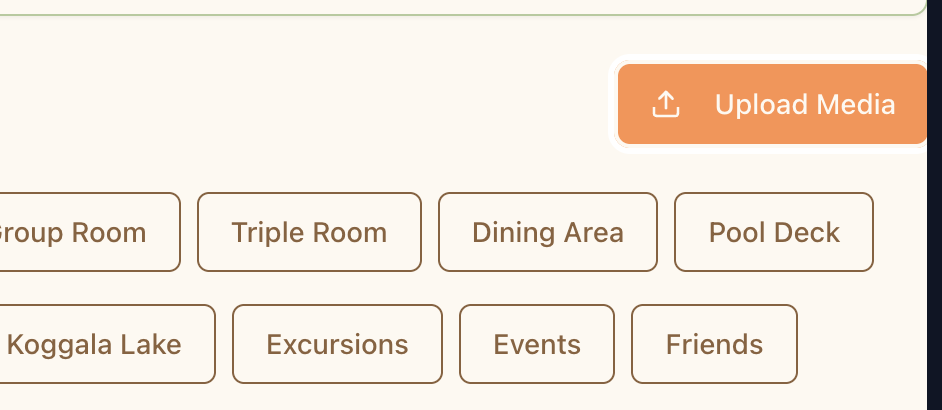 Upload Media
Group Room Triple Room Dining Area Pool Deck
Koggala Lake Excursions Events Friends